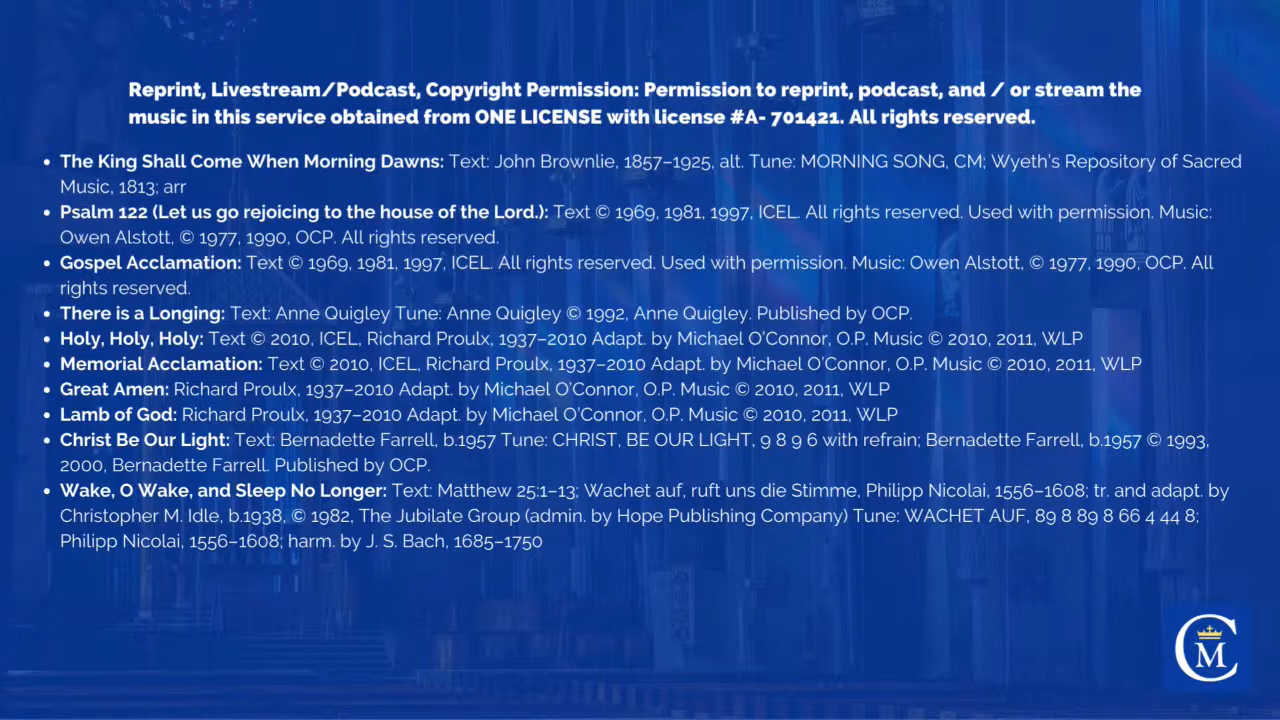 Reprint, Livestream/Podcast, Copyright Permission: Permission to reprint, podcast, and / or stream the
music in this service obtained from ONE LICENSE with license #A- 701421. All rights reserved.
• The King Shall Come When Morning Dawns: Text: John Brownlie, 1857–1925, alt. Tune: MORNING SONG, CM; Wyeth's Repository of Sacred
Music, 1813; arr
• Psalm 122 (Let us go rejoicing to the house of the Lord.): Text © 1969, 1981, 1997, ICEL. All rights reserved. Used with permission. Music:
Owen Alstott, © 1977, 1990, OCP. All rights reserved.
• Gospel Acclamation: Text © 1969, 1981, 1997, ICEL. All rights reserved. Used with permission. Music: Owen Alstott, © 1977, 1990, OCP. All
rights reserved.
• There is a Longing: Text: Anne Quigley Tune: Anne Quigley © 1992, Anne Quigley. Published by OCP.
• Holy, Holy, Holy: Text © 2010, ICEL, Richard Proulx, 1937–2010 Adapt. by Michael O'Connor, O.P. Music © 2010, 2011, WLP
• Memorial Acclamation: Text © 2010, ICEL, Richard Proulx, 1937–2010 Adapt. by Michael O'Connor, O.P. Music © 2010, 2011, WLP
• Great Amen: Richard Proulx, 1937–2010 Adapt. by Michael O'Connor, O.P. Music © 2010, 2011, WLP
• Lamb of God: Richard Proulx, 1937–2010 Adapt. by Michael O'Connor, O.P. Music © 2010, 2011, WLP
• Christ Be Our Light: Text: Bernadette Farrell, b.1957 Tune: CHRIST, BE OUR LIGHT, 9 8 9 6 with refrain; Bernadette Farrell, b.1957 © 1993,
2000, Bernadette Farrell. Published by OCP.
• Wake, O Wake, and Sleep No Longer: Text: Matthew 25:1–13; Wachet auf, ruft uns die Stimme, Philipp Nicolai, 1556–1608; tr. and adapt. by
Christopher M. Idle, b.1938, © 1982, The Jubilate Group (admin. by Hope Publishing Company) Tune: WACHET AUF, 89 8 89 8 66 4 44 8;
Philipp Nicolai, 1556–1608; harm. by J. S. Bach, 1685–1750
CM